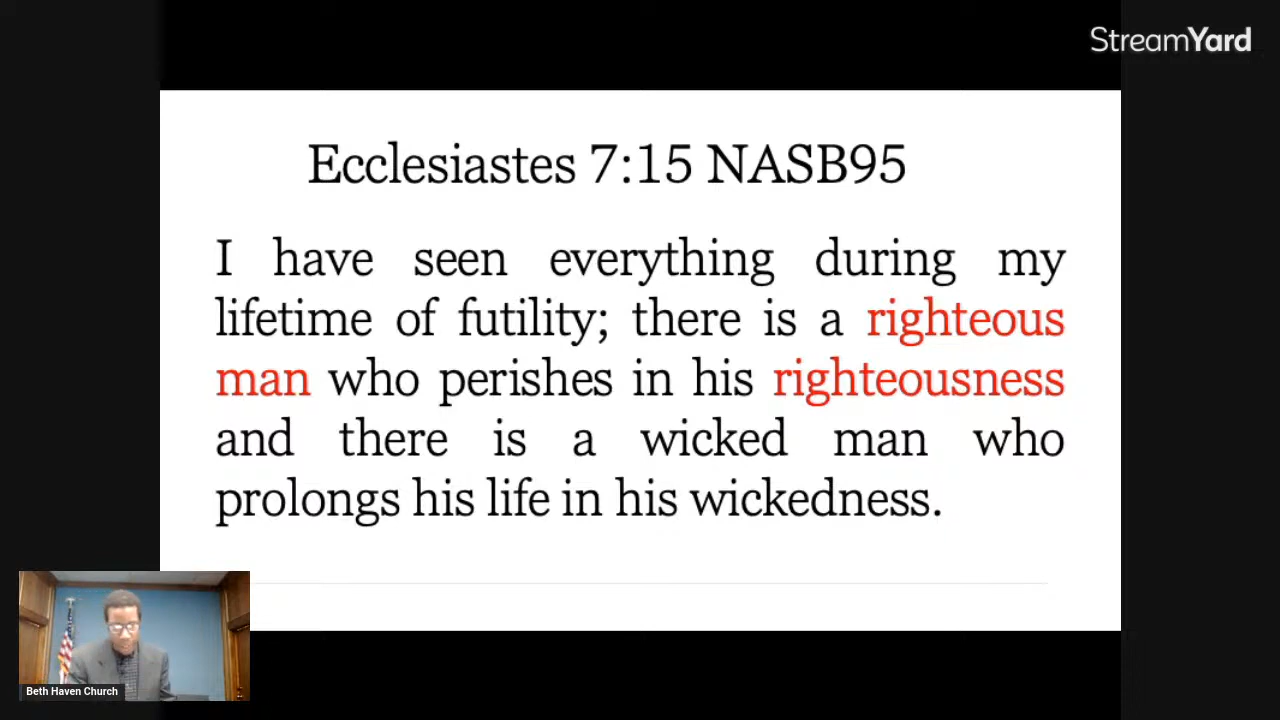 StreamYard
Ecclesiastes 7:15 NASB95
I have seen everything during my
lifetime of futility; there is a righteous
man who perishes in his righteousness
and there is a wicked man who
prolongs his life in his wickedness.
Beth Haven Church